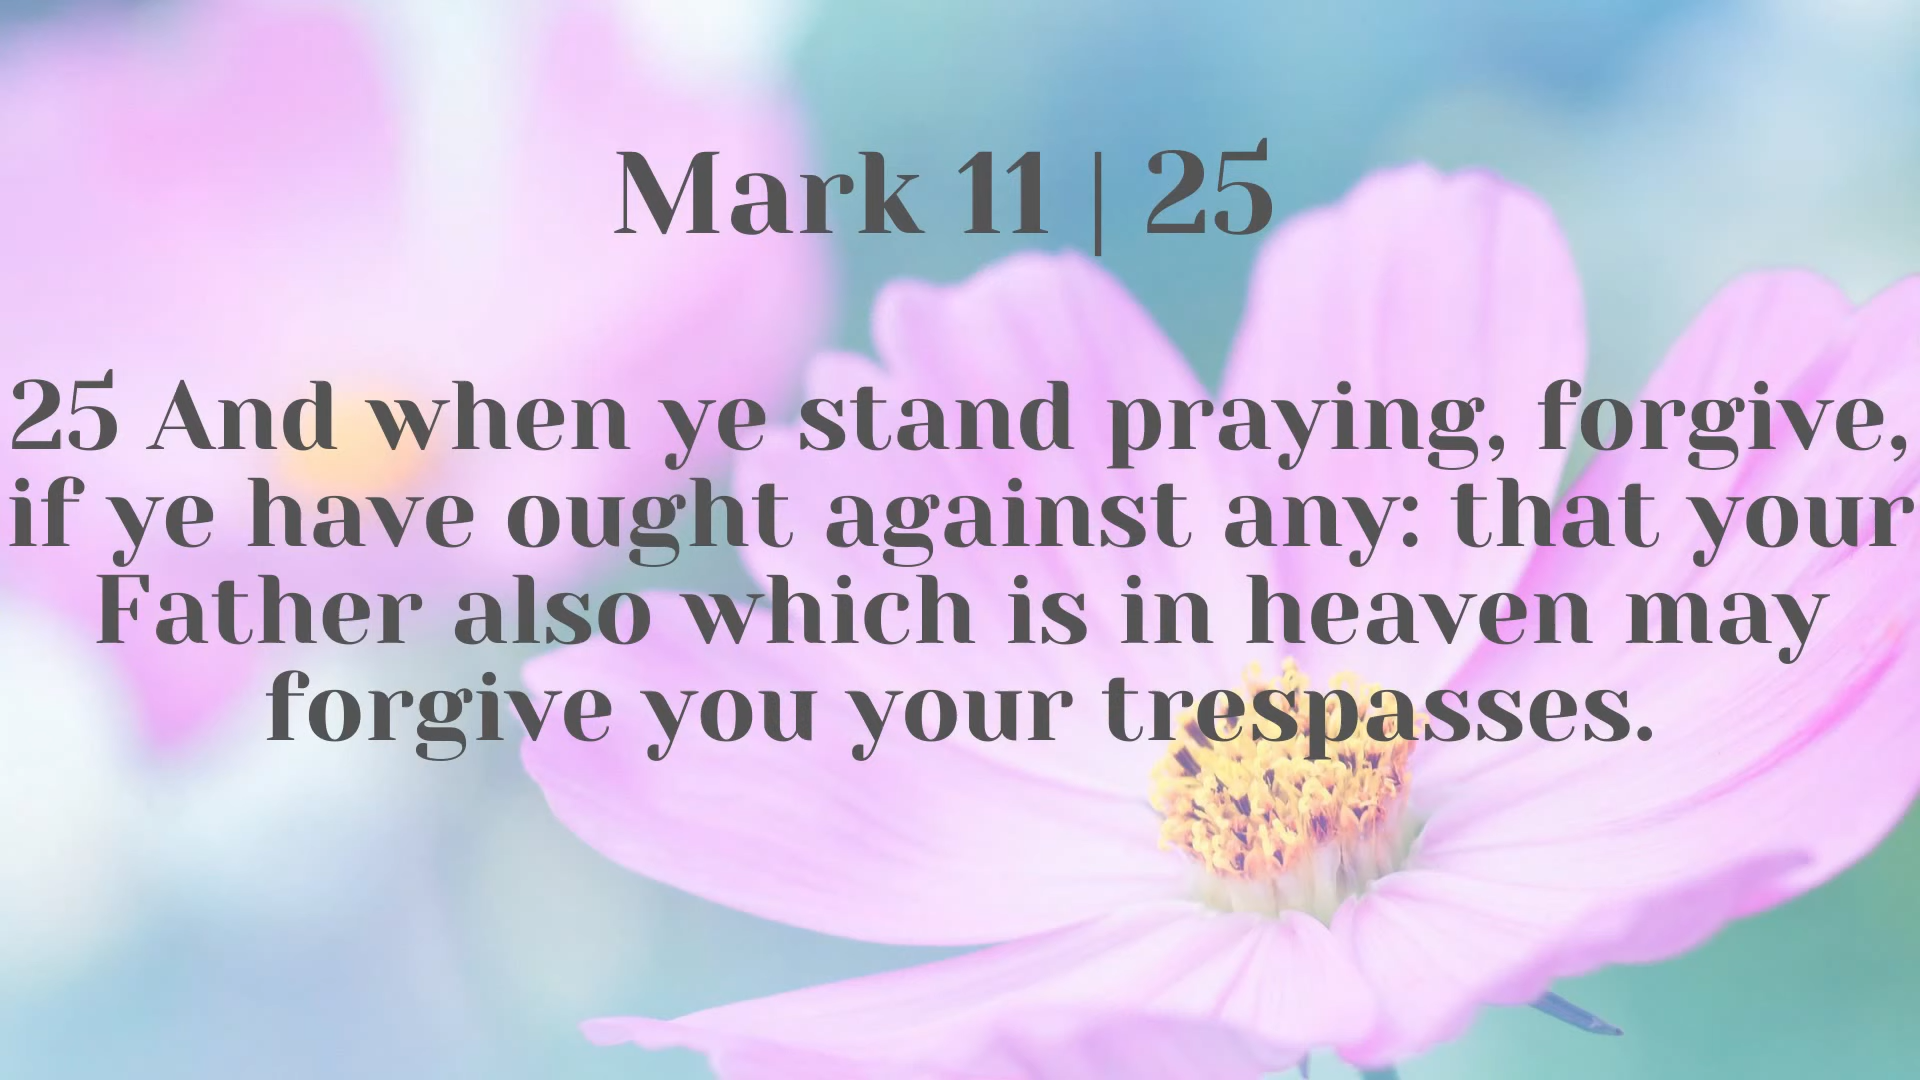 Mark 11 | 25
25 And when ye stand praying, forgive,
if ye have ought against any: that your
Father also which is in heaven may
forgive you your trespasses.